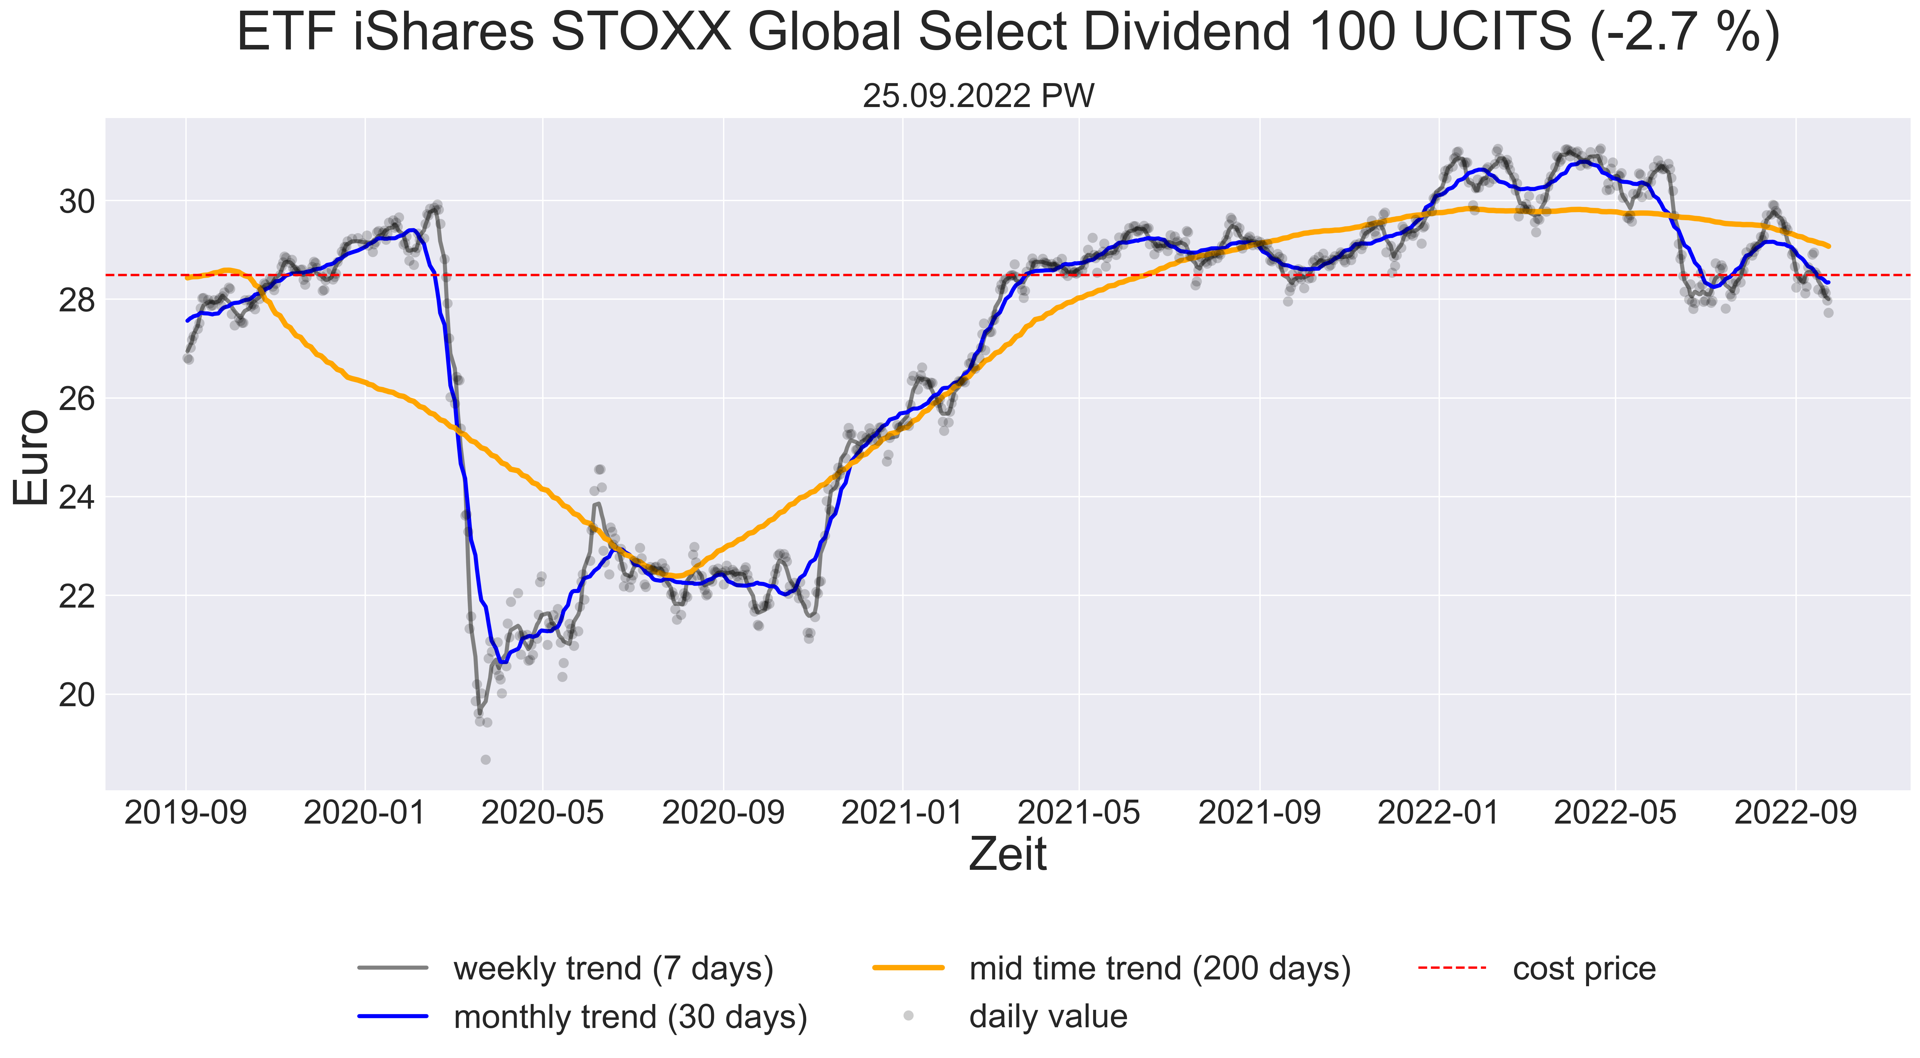 ETF iShares STOXX Global Select Dividend 100 UCITS (-2.7 %)
25.09.2022 PW
Euro
30
28
26
24
22
20
2019-09 2020-01 2020-05 2020-09 2021-01 2021-05 2021-09 2022-01 2022-05 2022-09
Zeit
weekly trend (7 days) mid time trend (200 days) cost price
monthly trend (30 days) daily value